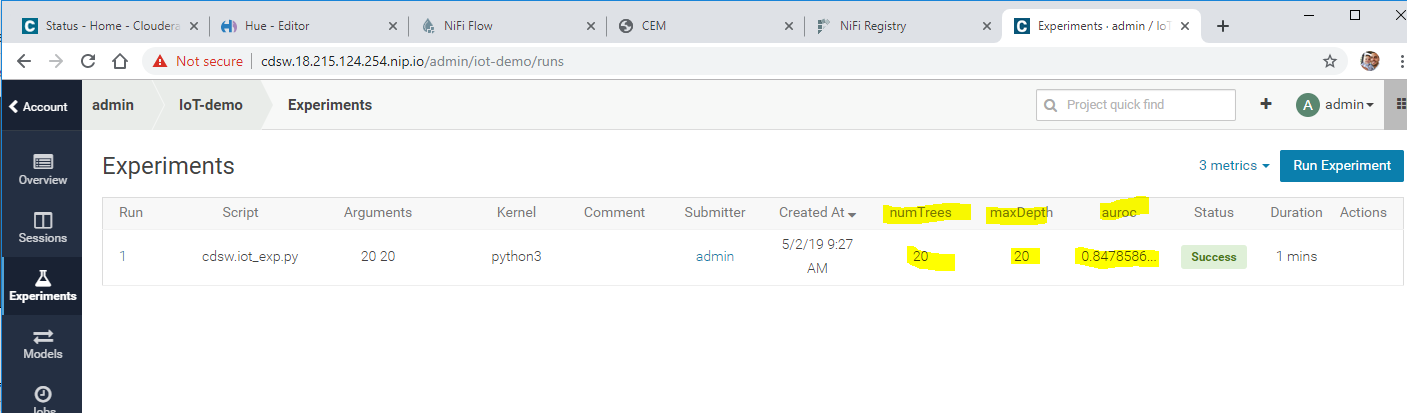 Status - Home - Cloudera
Hue - Editor
NiFi Flow
CEM
NiFi Registry
Experiments · admin / IoT
Not secure
cdsw.18.215.124.254.nip.io/admin/iot-demo/runs
Account
admin
IoT-demo
Experiments
Project quick find
A
admin
Overview
Sessions
Experiments
Models
Jobs
Experiments
3 metrics
Run Experiment
Run Script Arguments Kernel Comment Submitter Created At numTrees maxDepth auroc Status Duration Actions
1 cdsw.iot_exp.py 20 20 python3 admin 5/2/19 9:27 20 20 0.8478586... Success 1 mins
AM